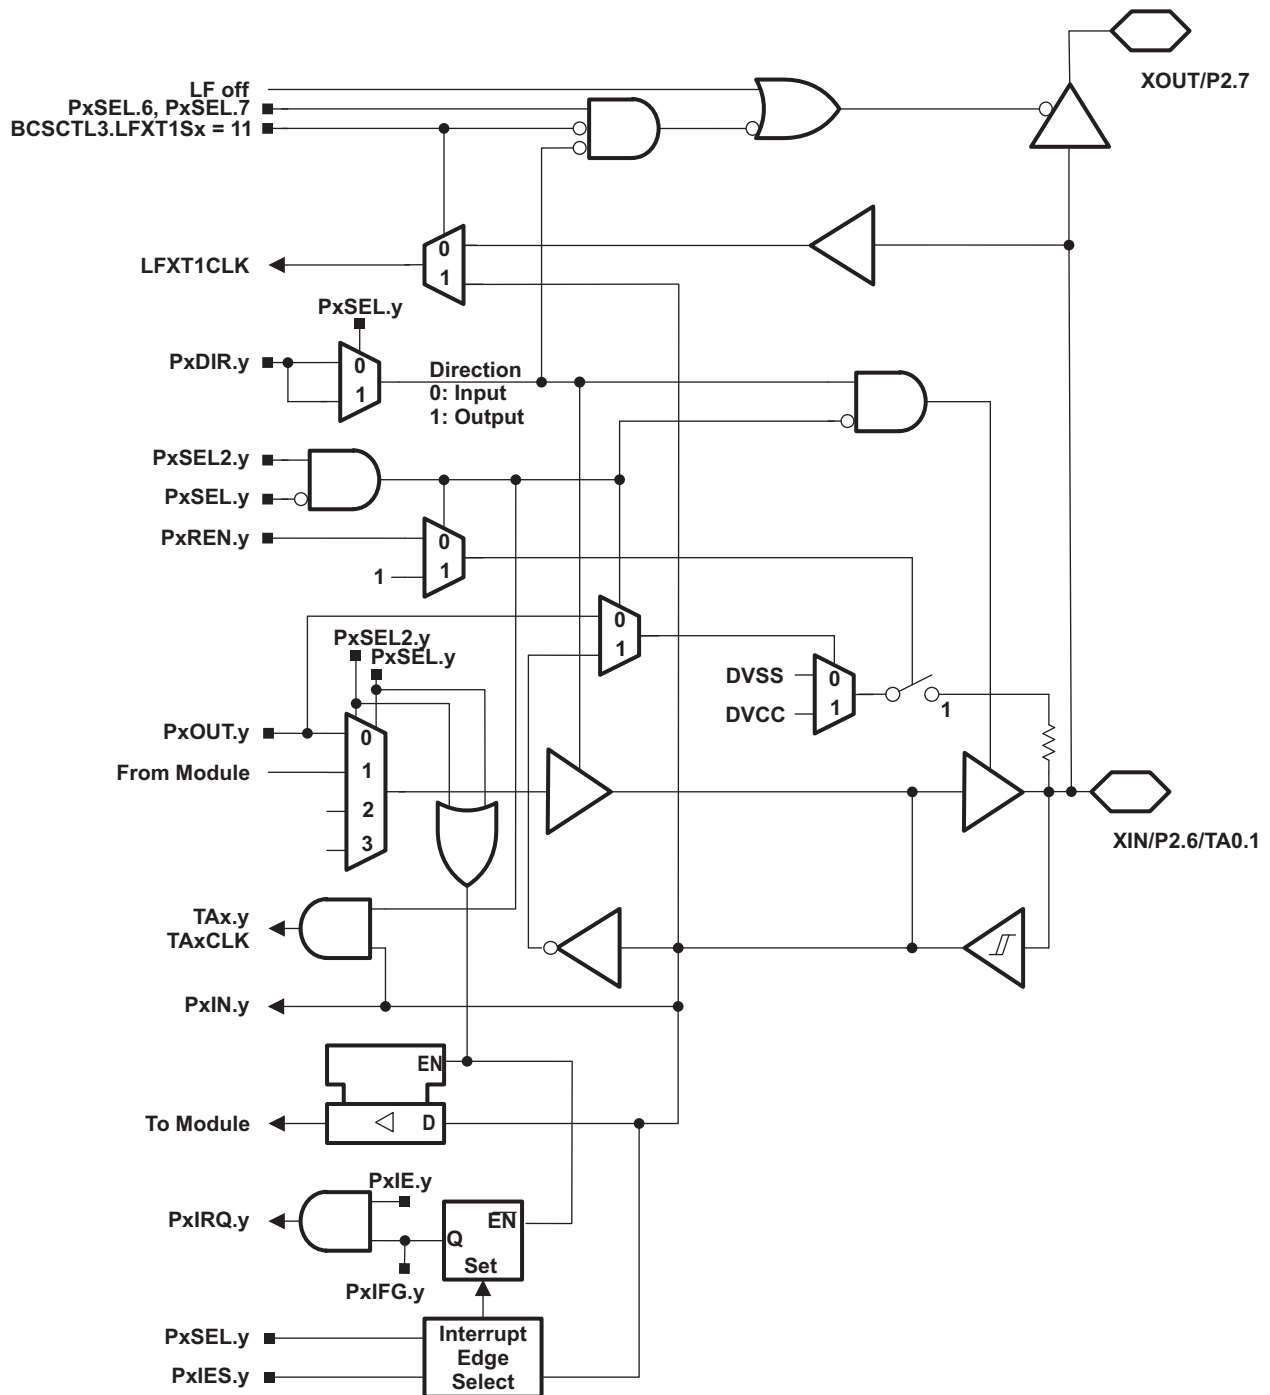 XOUT/P2.7
LF off
PxSEL.6, PxSEL.7
BCSCTL3.LFXT1Sx = 11
0
LFXT1CLK
1
PxSEL.y
PxDIR.y
0
1
Direction
0: Input
1: Output
PxSEL2.y
PxSEL.y
PxREN.y
0
1
1
0
1
PxSEL2.y
PxSEL.y
DVSS
0
DVCC
1
1
PxOUT.y
0
From Module
1
2
3
XIN/P2.6/TA0.1
TAx.y
TAxCLK
PxIN.y
EN
To Module
D
PxIE.y
PxIRQ.y
EN
Q
Set
PxIFG.y
PxSEL.y
PxIES.y
Interrupt
Edge
Select